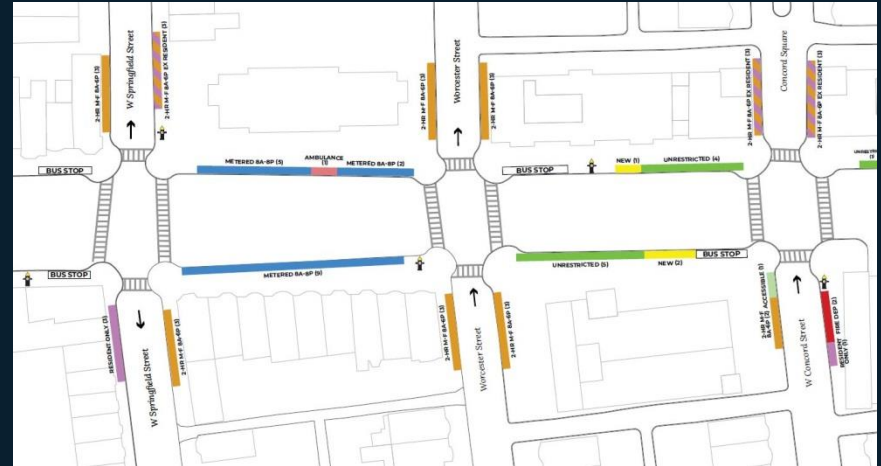 W Springfield Street
2-HR M-F 8A-6P (3)
2-HR M-F 8A-6P EX RESIDENT (3)
Worcester Street
2-HR M-F 8A-6P (3)
2-HR M-F 8A-6P (3)
Concord Square
2-HR M-F 8A-6P EX RESIDENT (3)
2-HR M-F 8A-6P EX RESIDENT (3)
BUS STOP
METERED 8A-8P (5)
AMBULANCE
(1)
METERED 8A-8P (2)
BUS STOP
NEW (1)
UNRESTRICTED (4)
BUS STOP
METERED 8A-8P (9)
UNRESTRICTED (5)
NEW (2)
BUS STOP
RESIDENT ONLY (3)
W Springfield Street
2-HR M-F 8A-6P (3)
2-HR M-F 8A-6P (3)
Worcester Street
2-HR M-F 8A-6P (3)
ACCESSIBLE (1)
2-HR M-F
8A-6P (2)
W Concord Street
FIRE DEP (2)
RESIDENT
ONLY (1)